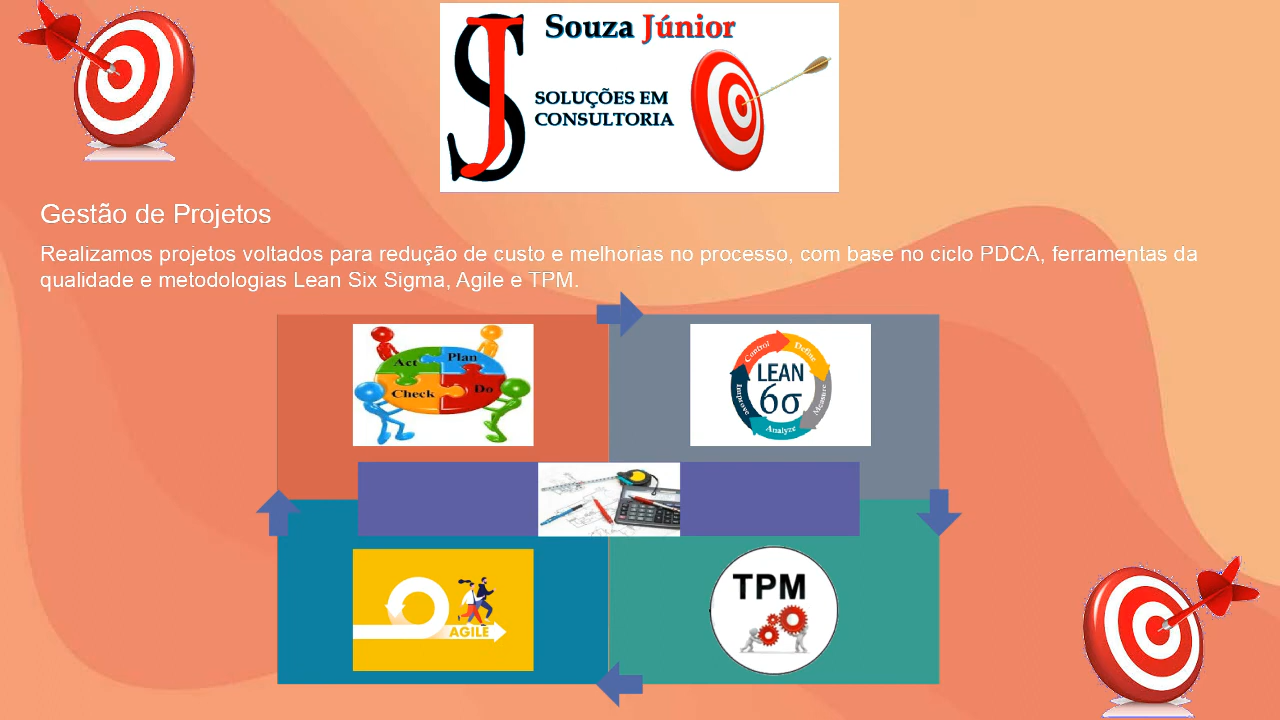 Souza Júnior
SOLUÇÕES EM
CONSULTORIA
SJ
Gestão de Projetos
Realizamos projetos voltados para redução de custo e melhorias no processo, com base no ciclo PDCA, ferramentas da
qualidade e metodologias Lean Six Sigma, Agile e TPM.
Act
Plan
Check
Do
Control
Define
Measure
Analyze
Improve
LEAN
6σ
AGILE
TPM